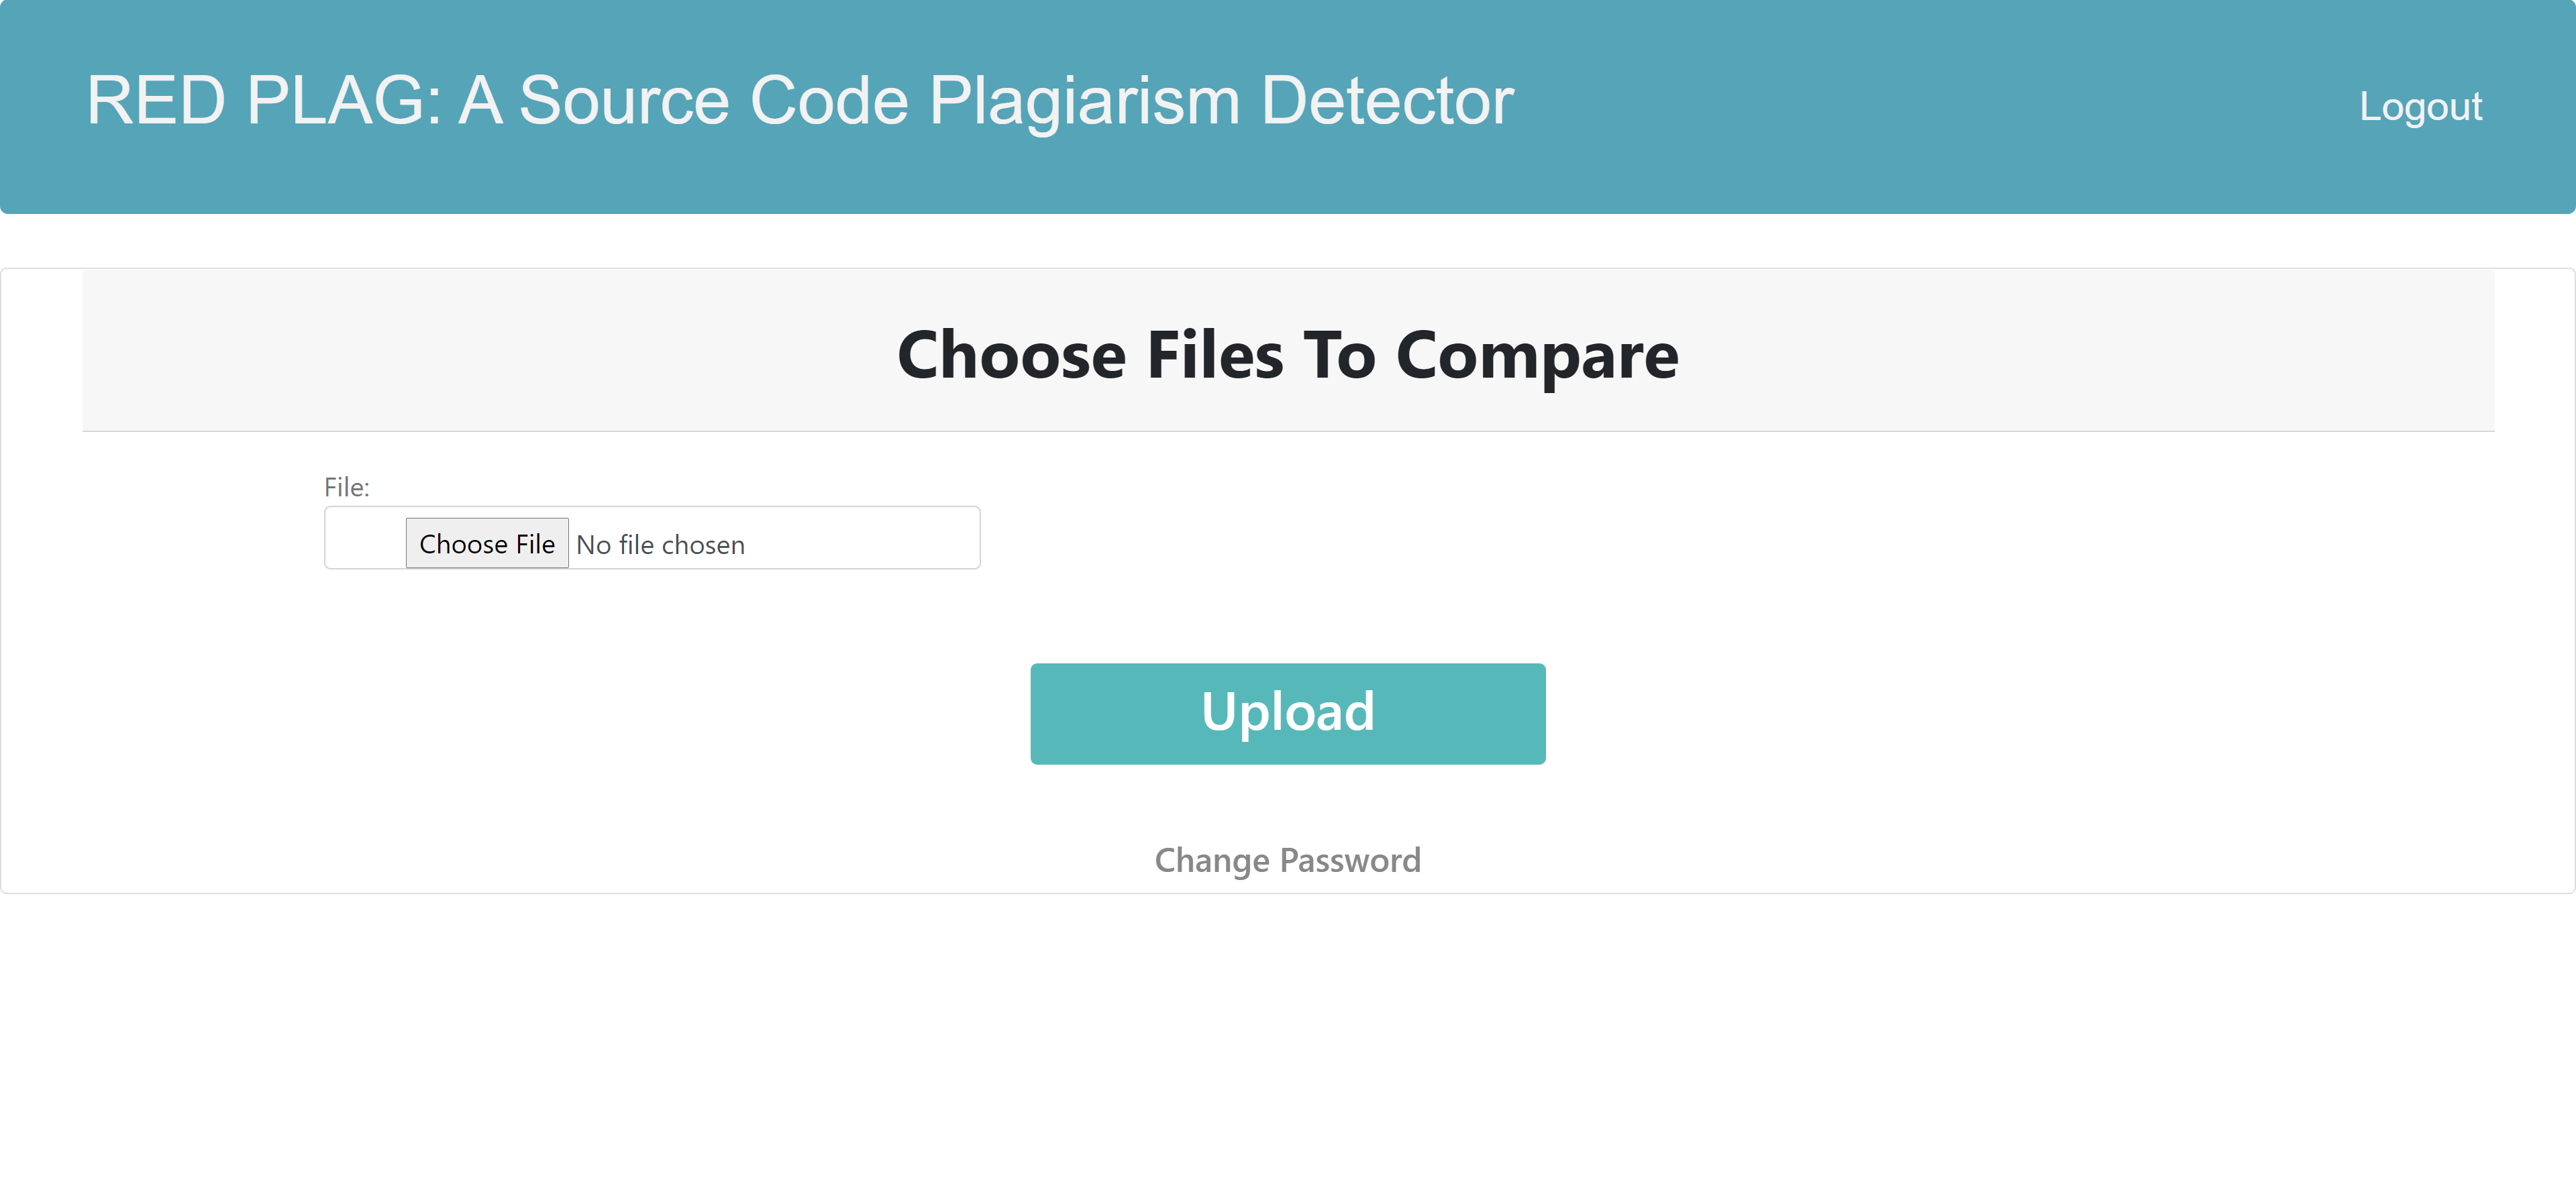 RED PLAG: A Source Code Plagiarism Detector
Logout
Choose Files To Compare
File:
Choose File No file chosen
Upload
Change Password